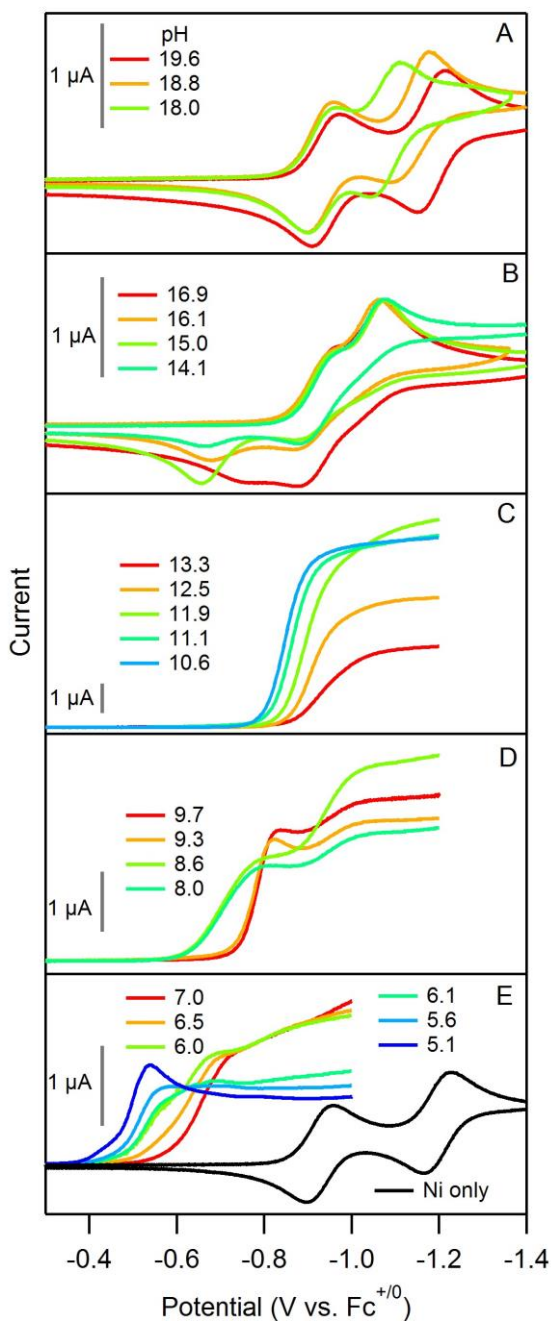 A
pH
1 µA
19.6
18.8
18.0
B
1 µA
16.9
16.1
15.0
14.1
C
13.3
12.5
11.9
11.1
10.6
1 µA
Current
D
9.7
9.3
8.6
8.0
1 µA
E
7.0 6.1
6.5 5.6
6.0 5.1
1 µA
Ni only
-0.4 -0.6 -0.8 -1.0 -1.2 -1.4
Potential (V vs. Fc⁺/⁰)